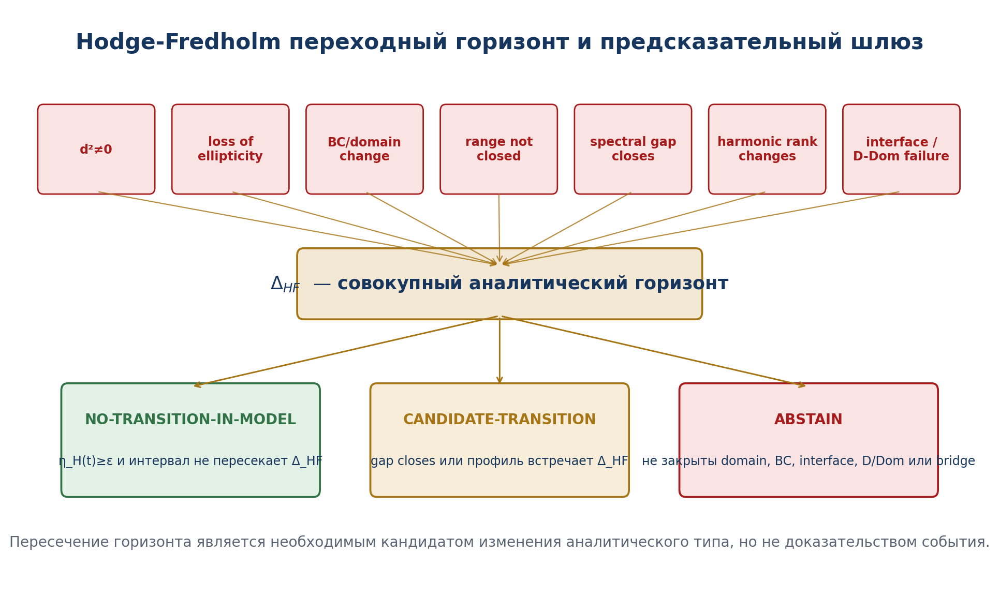 Hodge-Fredholm переходный горизонт и предсказательный шлюз
d²≠0
loss of
ellipticity
BC/domain
change
range not
closed
spectral gap
closes
harmonic rank
changes
interface /
D-Dom failure
Δ_HF — совокупный аналитический горизонт
NO-TRANSITION-IN-MODEL
η_H(t)≥ε и интервал не пересекает Δ_HF
CANDIDATE-TRANSITION
gap closes или профиль встречает Δ_HF
ABSTAIN
не закрыты domain, BC, interface, D/Dom или bridge
Пересечение горизонта является необходимым кандидатом изменения аналитического типа, но не доказательством события.